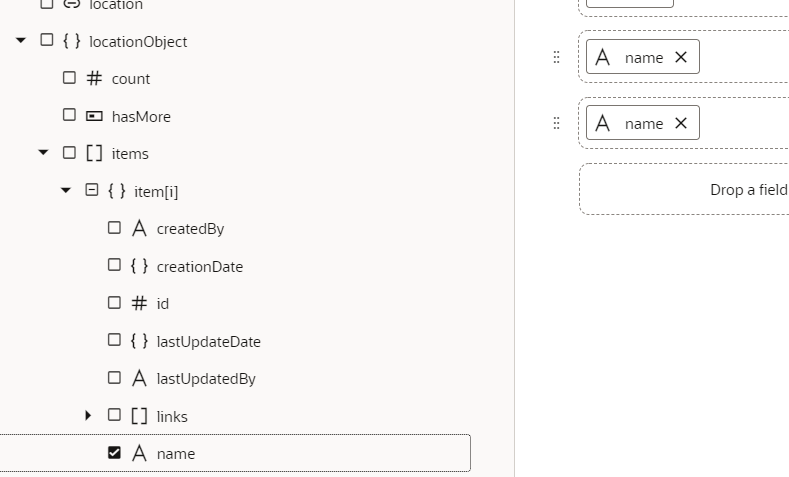 location
locationObject
# count
hasMore
[ ] items
{ } item[i]
A createdBy
{ } creationDate
# id
{ } lastUpdateDate
A lastUpdatedBy
[ ] links
A name
A name ×
A name ×
Drop a field